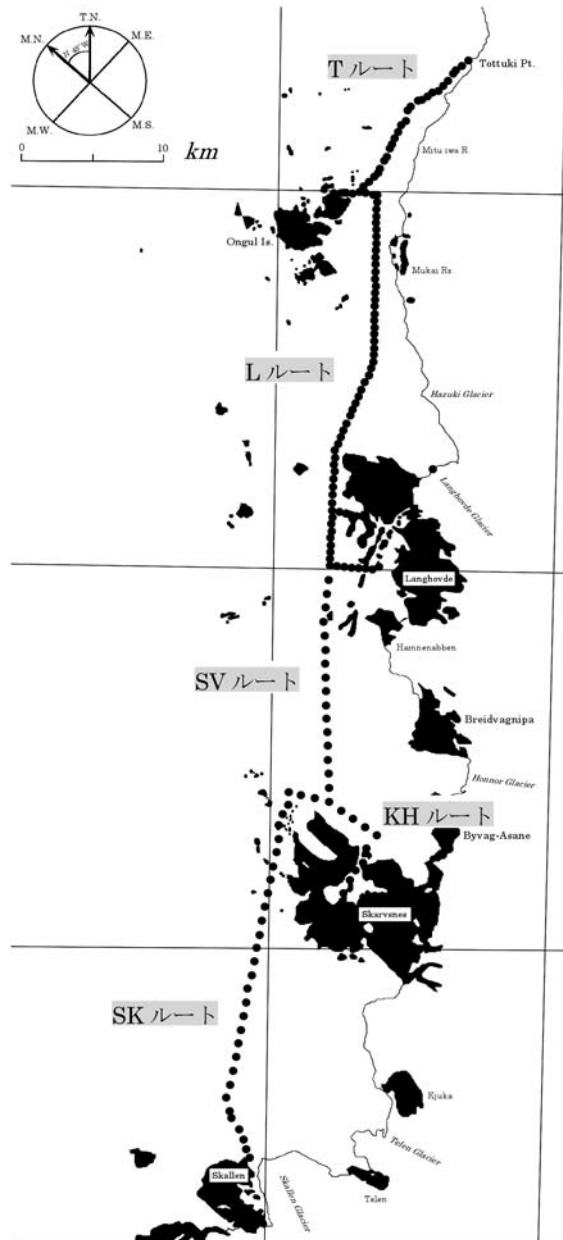 T.N.
M.N.
M.E.
N 48°W
M.W.
M.S.
0
10
km
T ルート
Tottuki Pt.
Mitu iwa R.
Ongul Is.
Mukai Rs.
L ルート
Hazuki Glacier
Langhovde Glacier
Langhovde
Hamnenabben
SV ルート
Breidvagnipa
Honnor Glacier
KH ルート
Byvag-Asane
Skarvsnes
SK ルート
Kjuka
Telen Glacier
Skallen
Telen
Skallen Glacier